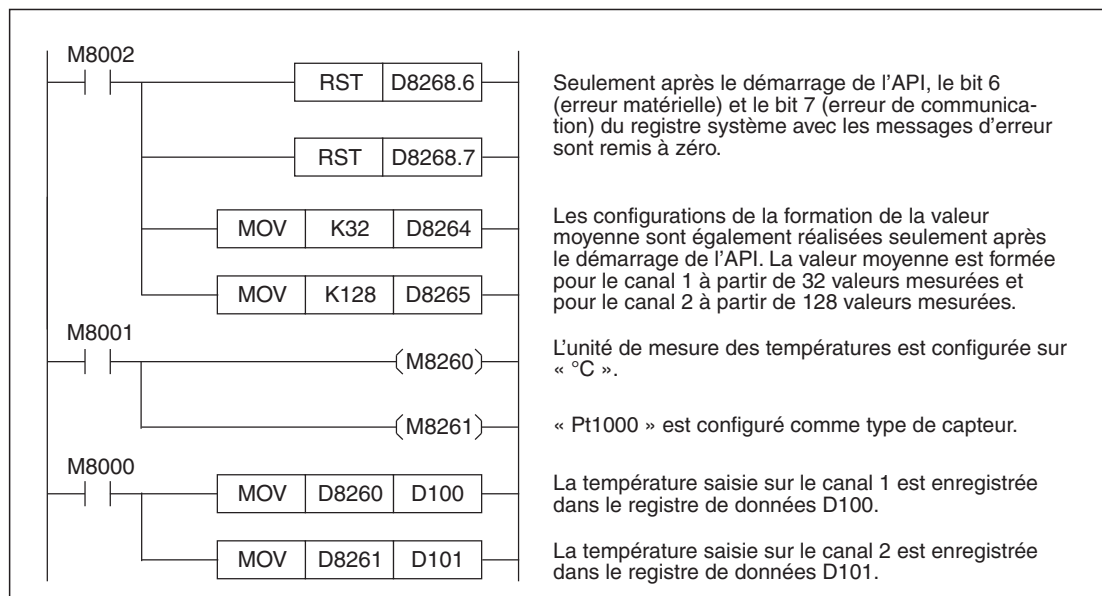 M8002
RST D8268.6
Seulement après le démarrage de l'API, le bit 6
(erreur matérielle) et le bit 7 (erreur de communica-
tion) du registre système avec les messages d'erreur
sont remis à zéro.
RST D8268.7
MOV K32 D8264
Les configurations de la formation de la valeur
moyenne sont également réalisées seulement après
le démarrage de l'API. La valeur moyenne est formée
pour le canal 1 à partir de 32 valeurs mesurées et
pour le canal 2 à partir de 128 valeurs mesurées.
MOV K128 D8265
M8001
M8260
L'unité de mesure des températures est configurée sur
« °C ».
M8261
« Pt1000 » est configuré comme type de capteur.
M8000
MOV D8260 D100
La température saisie sur le canal 1 est enregistrée
dans le registre de données D100.
MOV D8261 D101
La température saisie sur le canal 2 est enregistrée
dans le registre de données D101.